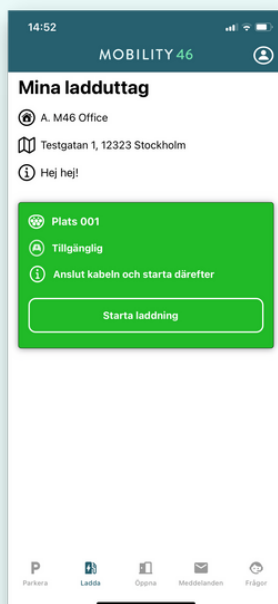 14:52
MOBILITY 46
Mina ladduttag
A. M46 Office
Testgatan 1, 12323 Stockholm
Hej hej!
Plats 001
Tillgänglig
Anslut kabeln och starta därefter
Starta laddning
P
Parkera Ladda Öppna Meddelanden Frågor